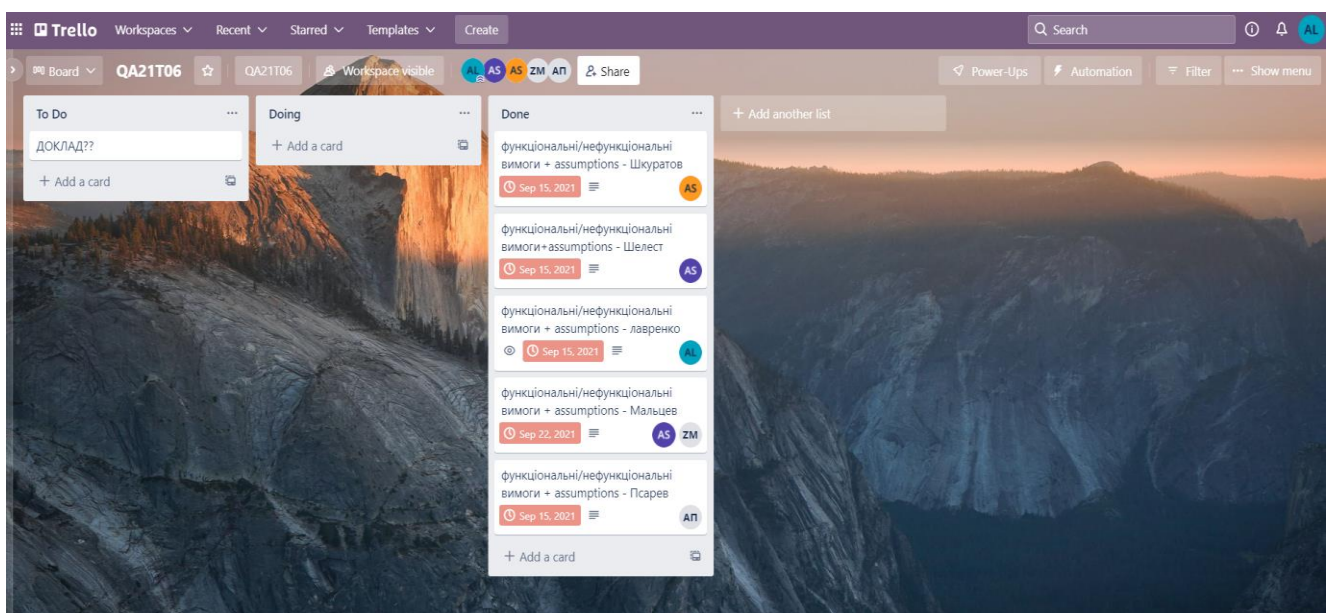 Trello Workspaces Recent Starred Templates Create Search AL
Board QA21T06 QA21T06 Workspace visible AL AS AS ZM АП Share Power-Ups Automation Filter ··· Show menu
To Do ···
ДОКЛАД??
+ Add a card
Doing ···
+ Add a card
Done ···
функціональні/нефункціональні
вимоги + assumptions - Шкуратов
Sep 15, 2021 AS
функціональні/нефункціональні
вимоги+assumptions - Шелест
Sep 15, 2021 AS
функціональні/нефункціональні
вимоги + assumptions - лавренко
Sep 15, 2021 AL
функціональні/нефункціональні
вимоги + assumptions - Мальцев
Sep 22, 2021 AS ZM
функціональні/нефункціональні
вимоги + assumptions - Псарев
Sep 15, 2021 АП
+ Add a card
+ Add another list